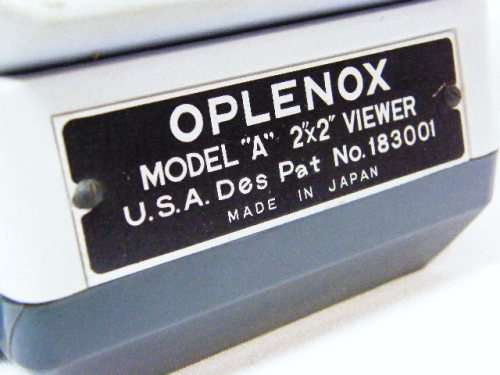 OPLENOX
MODEL "A" 2"x2" VIEWER
U.S.A. Des Pat No. 183001
MADE IN JAPAN